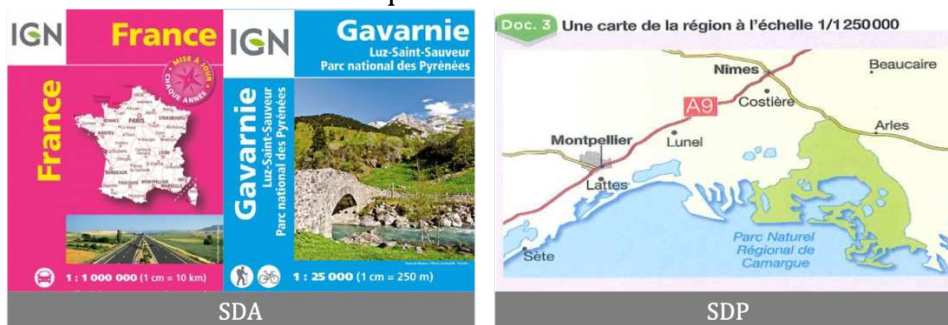 IGN France
France
MISE À JOUR
CHAQUE ANNÉE
PARIS
1 : 1 000 000 (1 cm = 10 km)
IGN Gavarnie
Luz-Saint-Sauveur
Parc national des Pyrénées
Gavarnie
Luz-Saint-Sauveur
Parc national des Pyrénées
1 : 25 000 (1 cm = 250 m)
SDA
Doc. 3 Une carte de la région à l'échelle 1/1 250 000
Nîmes
Beaucaire
Costière
A9
Arles
Montpellier
Lunel
Lattes
Parc Naturel
Régional de
Camargue
Sète
SDP